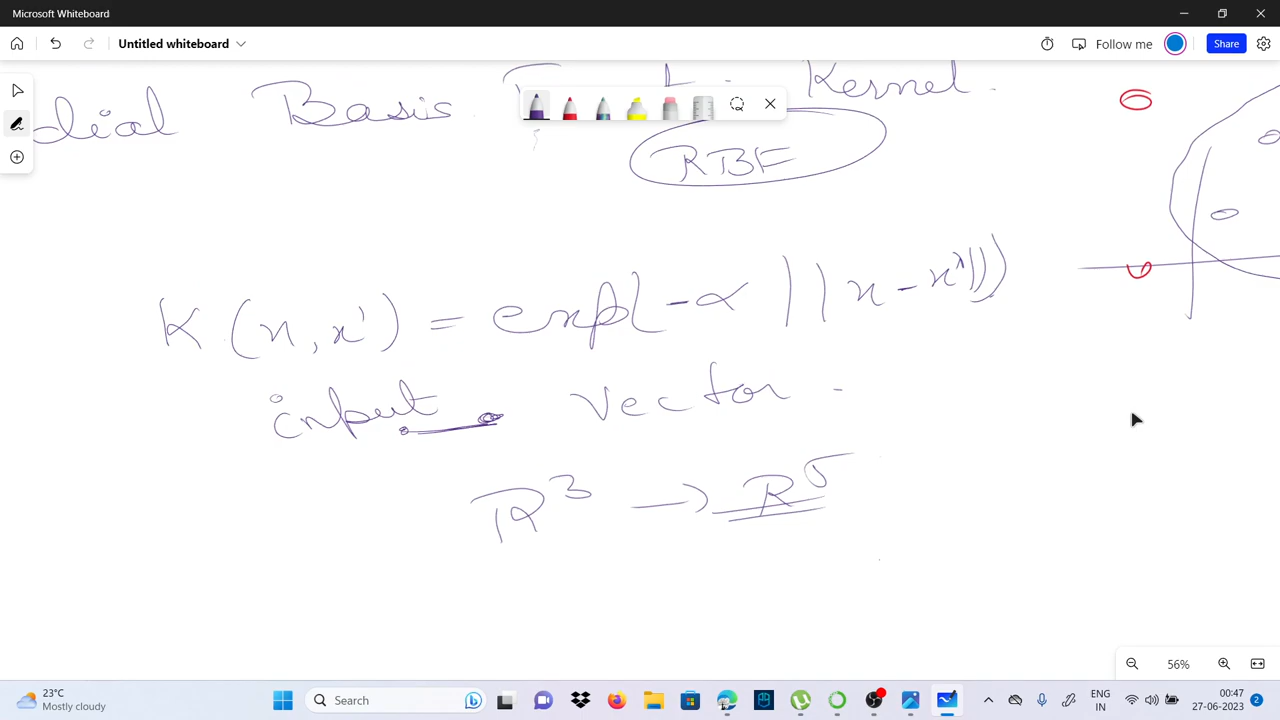 Microsoft Whiteboard
Untitled whiteboard
Follow me
Share
dial Basis Kernel.
RBF
K (x, x') = exp(-α ||x - x'||)
input vector -
R³ → R⁵
56%
23°C
Mostly cloudy
Search
ENG
IN
00:47
27-06-2023
2